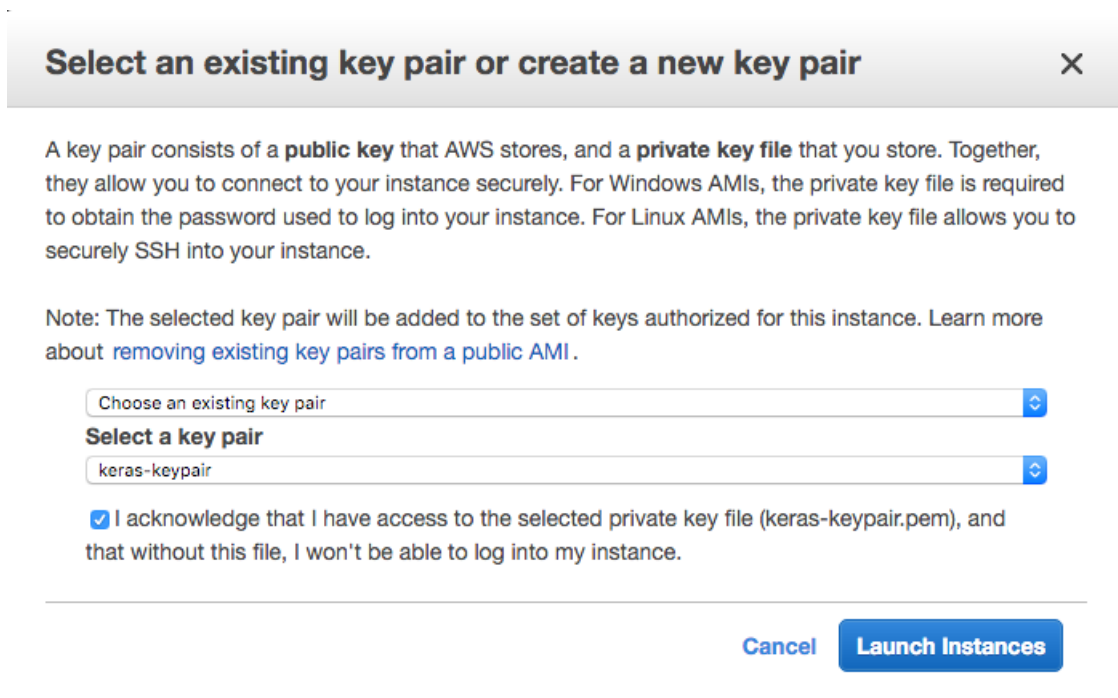 Select an existing key pair or create a new key pair
A key pair consists of a public key that AWS stores, and a private key file that you store. Together,
they allow you to connect to your instance securely. For Windows AMIs, the private key file is required
to obtain the password used to log into your instance. For Linux AMIs, the private key file allows you to
securely SSH into your instance.
Note: The selected key pair will be added to the set of keys authorized for this instance. Learn more
about removing existing key pairs from a public AMI.
Choose an existing key pair
Select a key pair
keras-keypair
I acknowledge that I have access to the selected private key file (keras-keypair.pem), and
that without this file, I won't be able to log into my instance.
Cancel Launch Instances